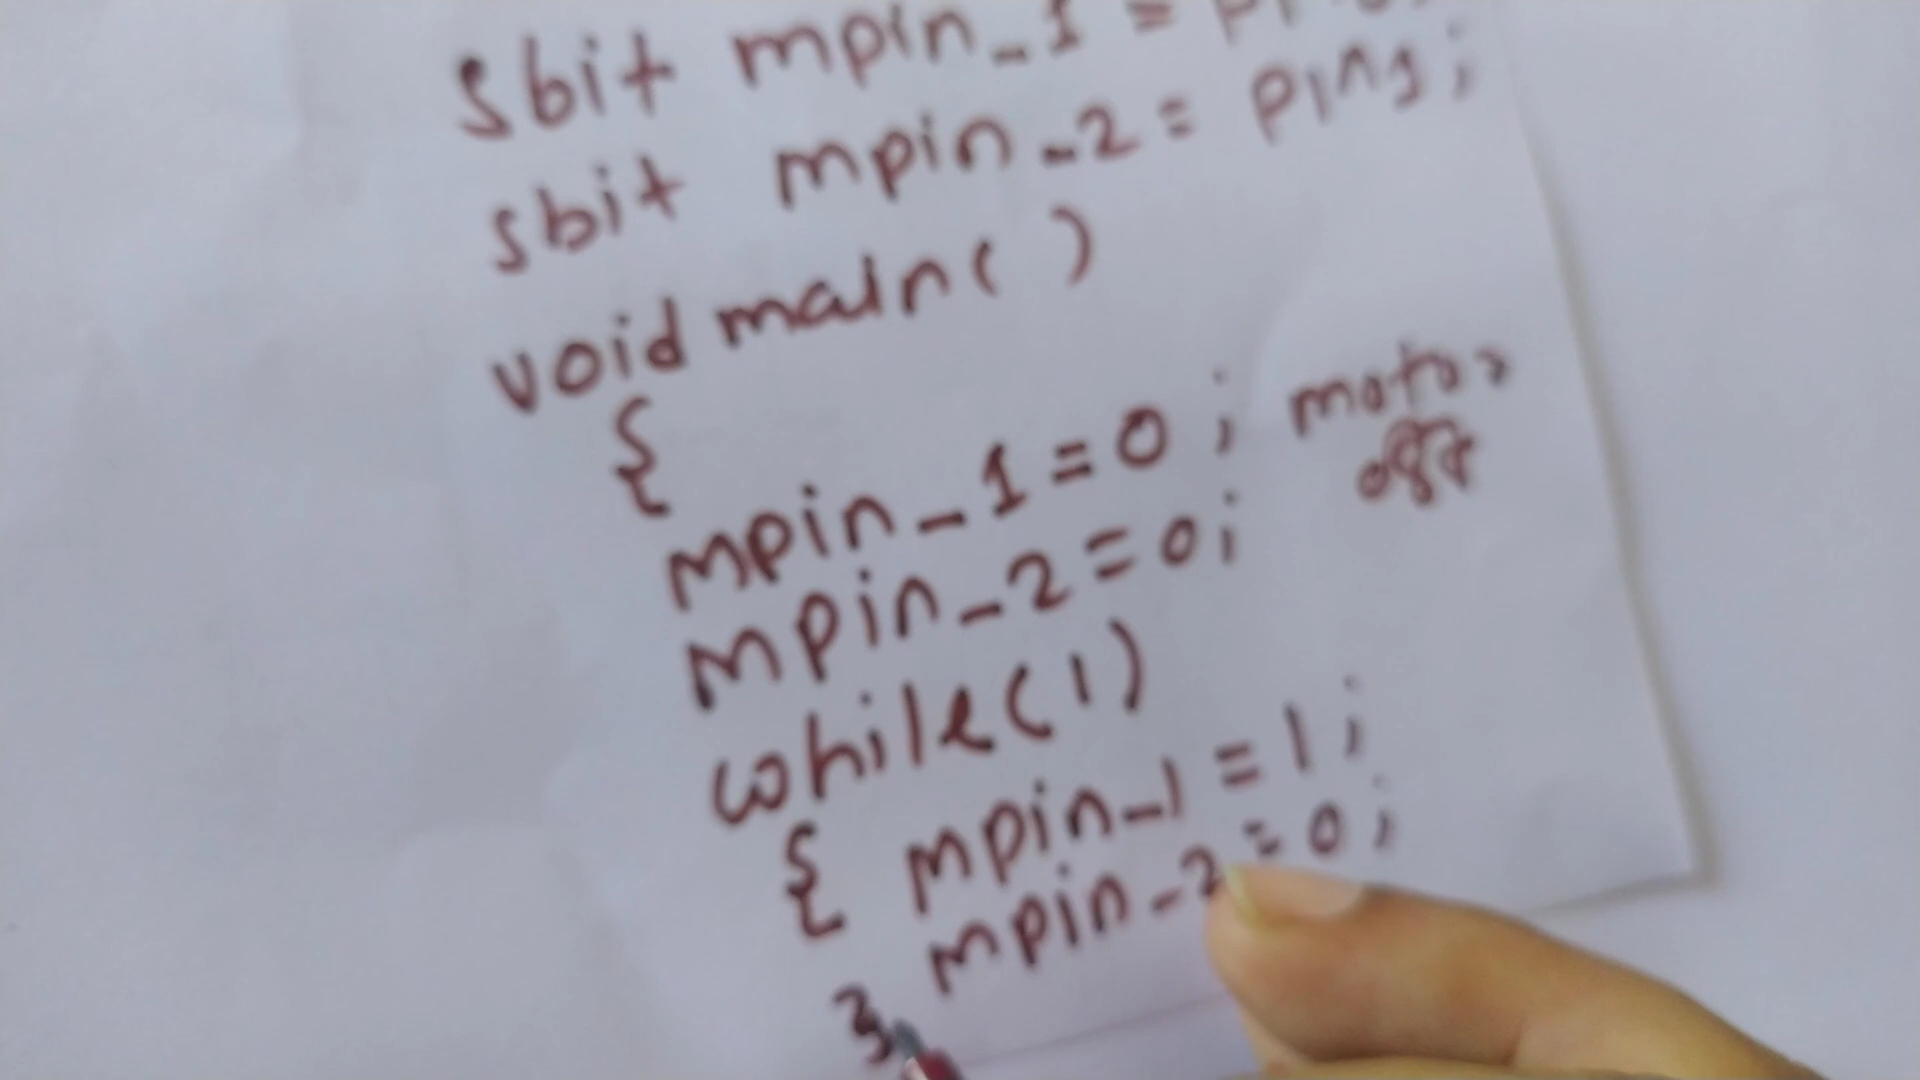 sbit mpin_1 =
sbit mpin_2 = P1^1;
void main( )
{
mpin_1=0; motor
off
mpin_2=0;
while(1)
{ mpin_1=1;
mpin_2=0;
}